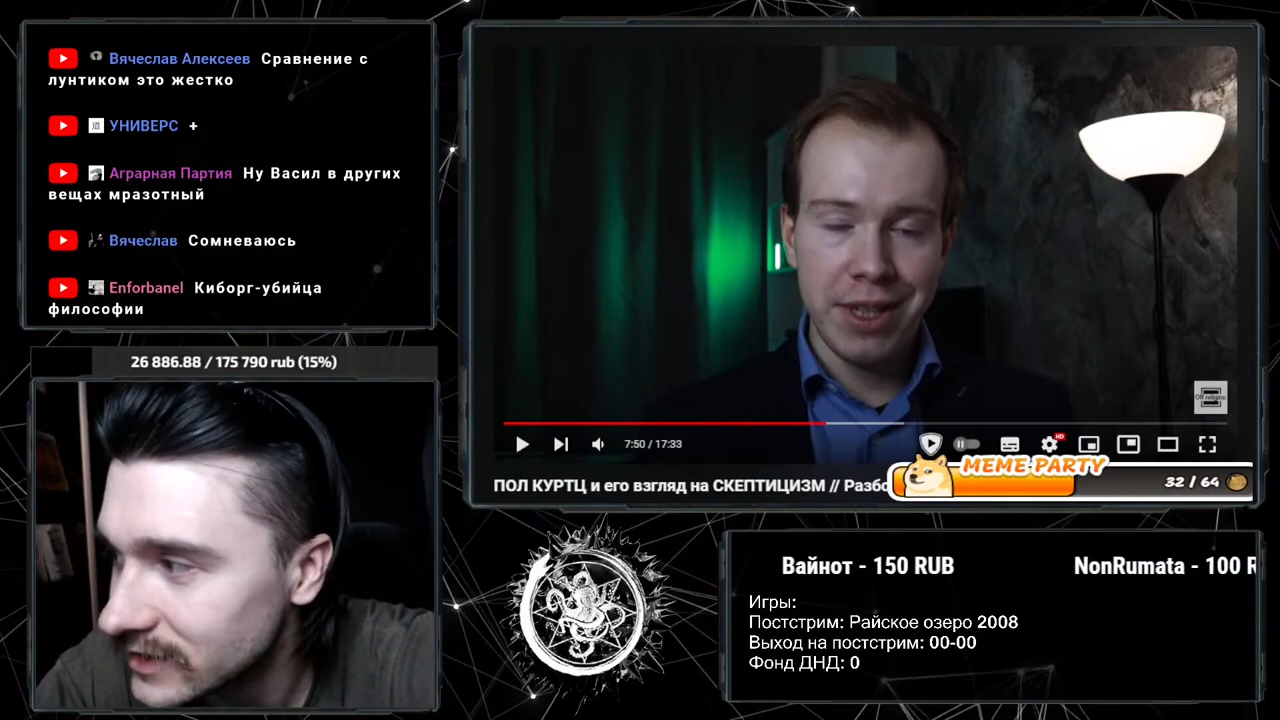 Вячеслав Алексеев Сравнение с
лунтиком это жестко
УНИВЕРС +
Аграрная Партия Ну Васил в других
вещах мразотный
Вячеслав Сомневаюсь
Enforbanel Киборг-убийца
философии
26 886.88 / 175 790 rub (15%)
ON religion
7:50 / 17:33
HD
MEME PARTY
ПОЛ КУРТЦ и его взгляд на СКЕПТИЦИЗМ // Разбо
32 / 64
Вайнот - 150 RUB
NonRumata - 100 R
Игры:
Постстрим: Райское озеро 2008
Выход на постстрим: 00-00
Фонд ДНД: 0